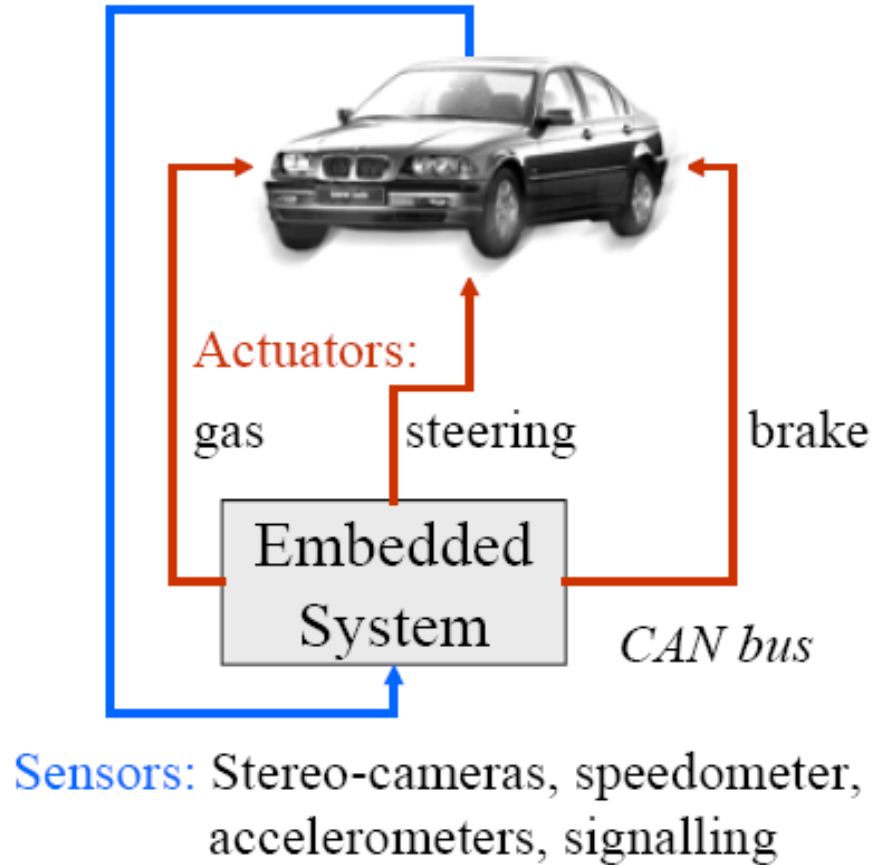 Actuators:
gas steering brake
Embedded
System
CAN bus
Sensors: Stereo-cameras, speedometer,
accelerometers, signalling